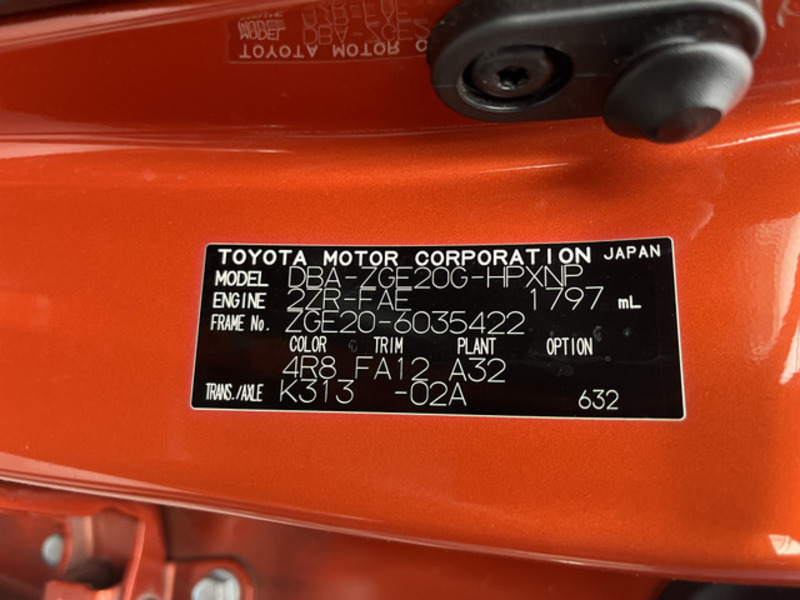 TOYOTA MOTOR CORPORATION JAPAN
MODEL DBA-ZGE20G-HPXNP
ENGINE 2ZR-FAE 1797 mL
FRAME No. ZGE20-6035422
COLOR TRIM PLANT OPTION
4R8 FA12 A32
TRANS./AXLE K313 -02A 632